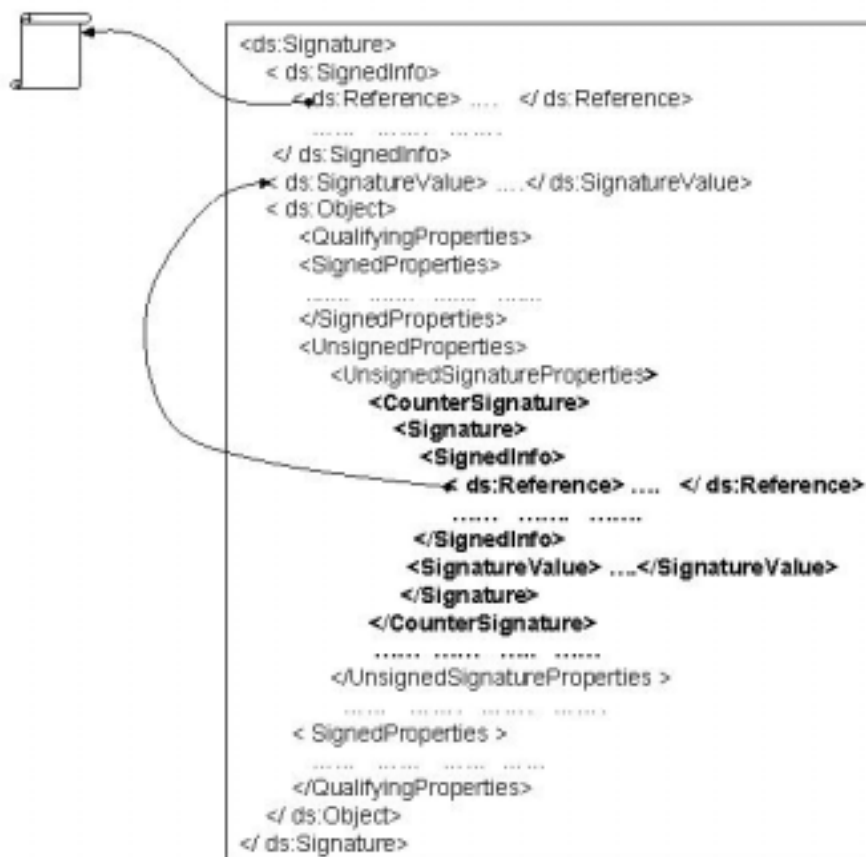 <ds:Signature>
< ds:SignedInfo>
< ds:Reference> .... </ ds:Reference>
...... ....... .......
</ ds:SignedInfo>
< ds:SignatureValue> ....</ ds:SignatureValue>
< ds:Object>
<QualifyingProperties>
<SignedProperties>
....... ....... ....... .......
</SignedProperties>
<UnsignedProperties>
<UnsignedSignatureProperties>
<CounterSignature>
<Signature>
<SignedInfo>
< ds:Reference> .... </ ds:Reference>
...... ....... .......
</SignedInfo>
<SignatureValue> ....</SignatureValue>
</Signature>
</CounterSignature>
...... ...... ..... ......
</UnsignedSignatureProperties >
...... ....... ....... .......
< SignedProperties >
...... ...... ...... ......
</QualifyingProperties>
</ ds:Object>
</ ds:Signature>